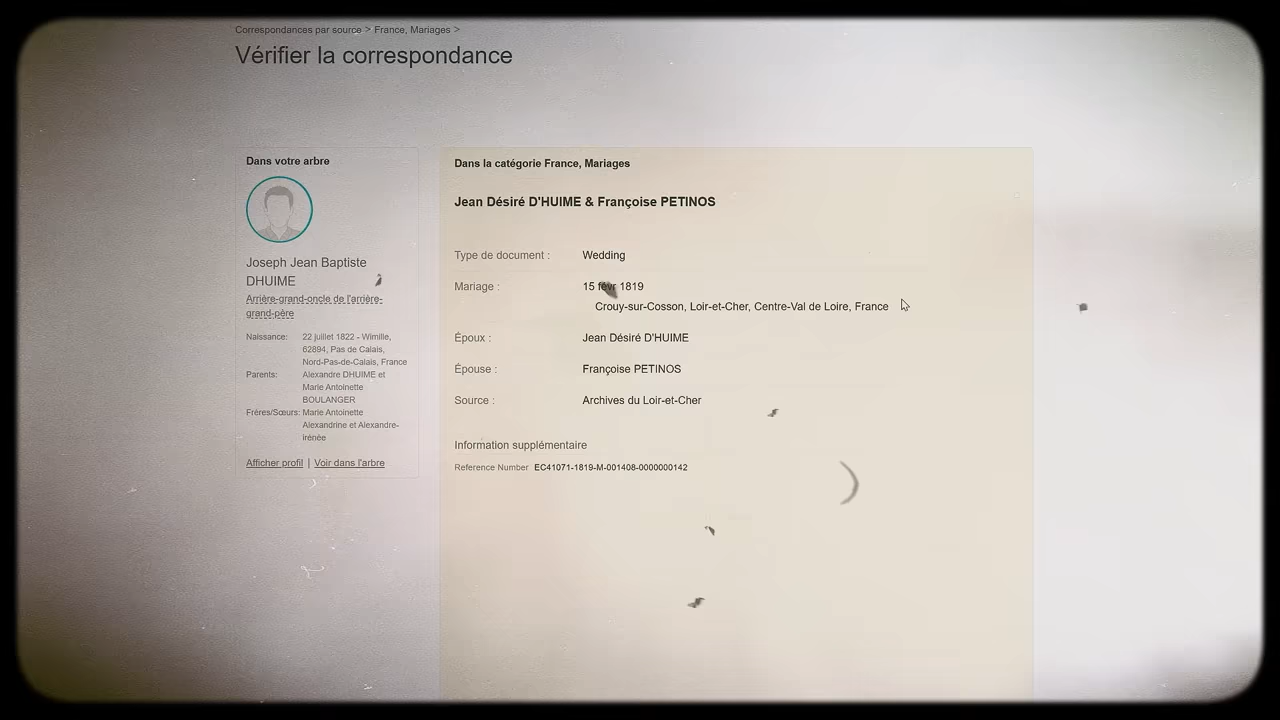 Correspondances par source > France, Mariages >
Vérifier la correspondance
Dans votre arbre
Joseph Jean Baptiste
DHUIME
Arrière-grand-oncle de l'arrière-
grand-père
Naissance: 22 juillet 1822 - Wimille,
62894, Pas de Calais,
Nord-Pas-de-Calais, France
Parents: Alexandre DHUIME et
Marie Antoinette
BOULANGER
Frères/Sœurs: Marie Antoinette
Alexandrine et Alexandre-
Irénée
Afficher profil | Voir dans l'arbre
Dans la catégorie France, Mariages
Jean Désiré D'HUIME & Françoise PETINOS
Type de document : Wedding
Mariage : 15 févr 1819
Crouy-sur-Cosson, Loir-et-Cher, Centre-Val de Loire, France
Époux : Jean Désiré D'HUIME
Épouse : Françoise PETINOS
Source : Archives du Loir-et-Cher
Information supplémentaire
Reference Number EC41071-1819-M-001408-0000000142